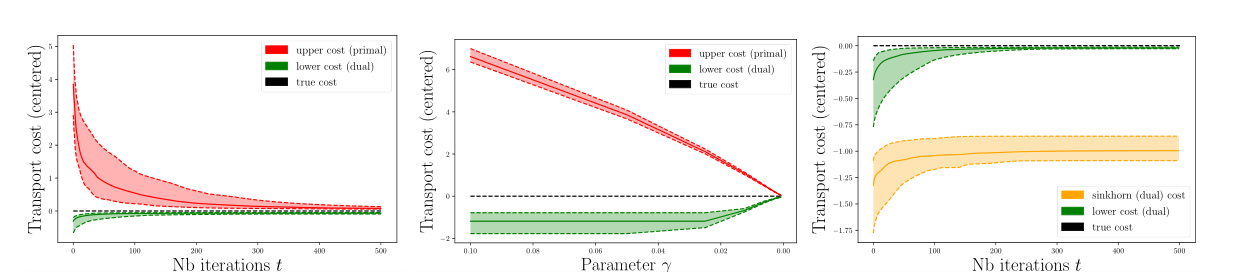 Transport cost (centered)
5
4
3
2
1
0
upper cost (primal)
lower cost (dual)
true cost
0 100 200 300 400 500
Nb iterations t
Transport cost (centered)
6
4
2
0
−2
upper cost (primal)
lower cost (dual)
true cost
0.10 0.08 0.06 0.04 0.02 0.00
Parameter γ
Transport cost (centered)
0.00
−0.25
−0.50
−0.75
−1.00
−1.25
−1.50
−1.75
sinkhorn (dual) cost
lower cost (dual)
true cost
0 100 200 300 400 500
Nb iterations t